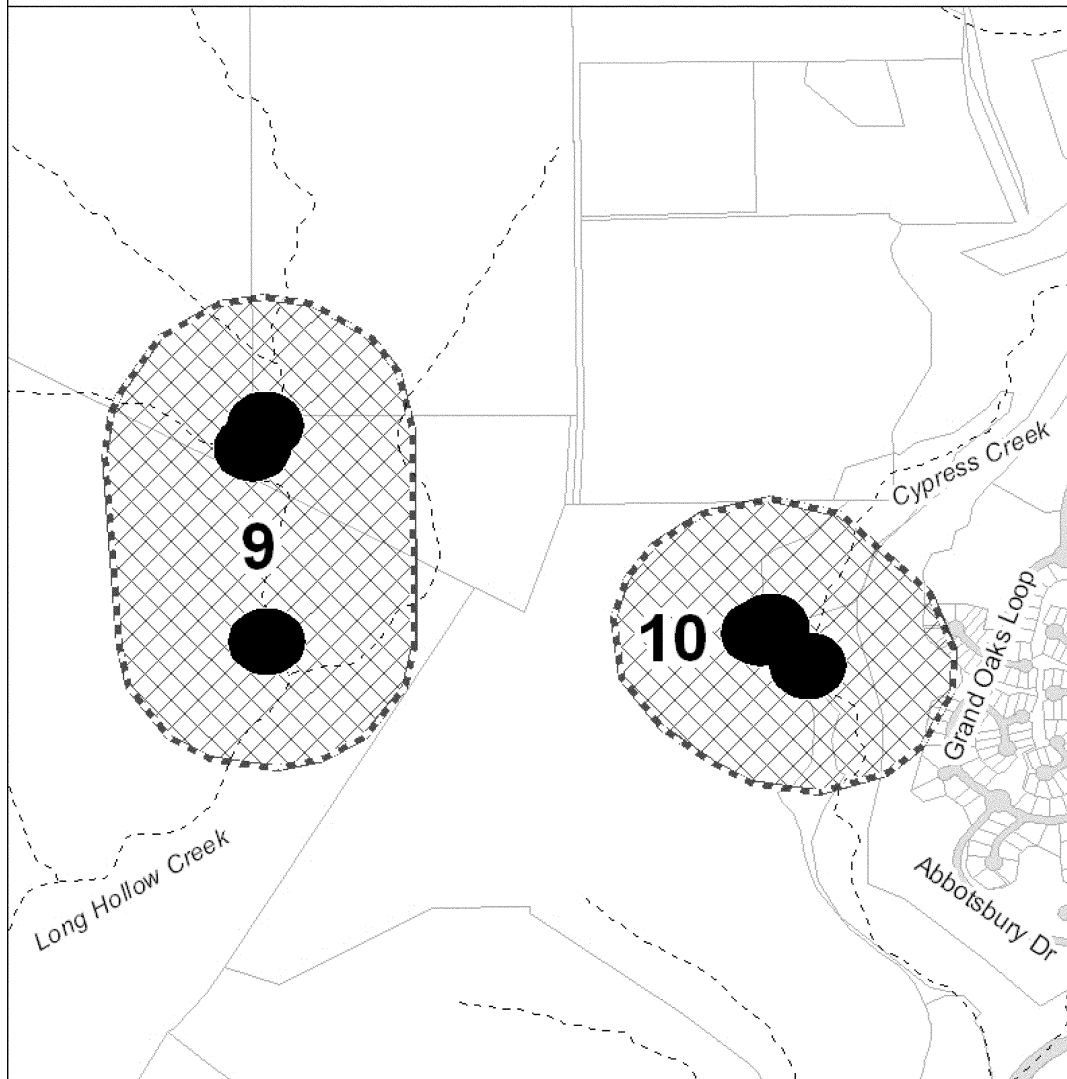 Cypress Creek
9
10
Grand Oaks Loop
Long Hollow Creek
Abbotsbury Dr